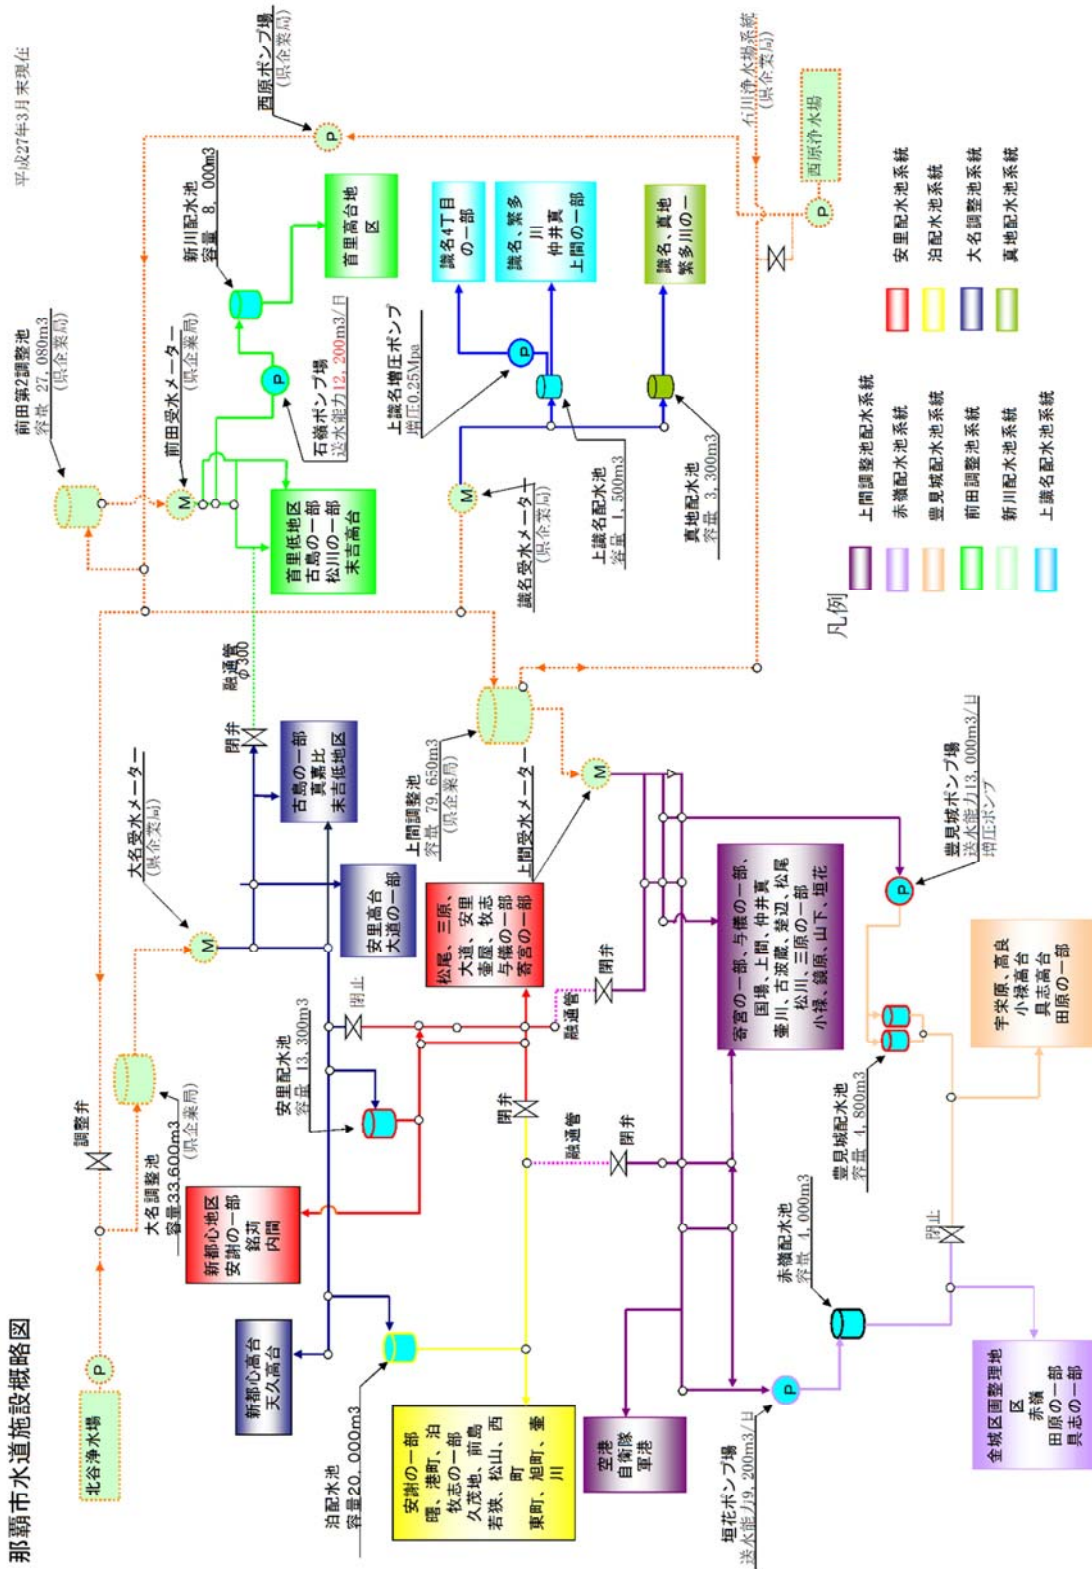 那覇市水道施設概略図
平成27年3月末現在
北谷浄水場
P
調整弁
大名調整池
容量33,600m3
(県企業局)
大名受水メーター
(県企業局)
M
前田第2調整池
容量 27,080m3
(県企業局)
前田受水メーター
(県企業局)
M
新川配水池
容量 8,000m3
西原ポンプ場
(県企業局)
P
石嶺ポンプ場
送水能力12,200m3/日
P
首里高台地
区
首里低地区
古島の一部
松川の一部
末吉高台
融通管
φ300
閉弁
古島の一部
真嘉比
末吉低地区
安里高台
大道の一部
新都心高台
天久高台
新都心地区
安謝の一部
銘苅
内間
安里配水池
容量 13,300m3
閉止
松尾、三原、
大道、安里
壷屋、牧志
与儀の一部
寄宮の一部
上識名増圧ポンプ
増圧0.25Mpa
P
識名4丁目
の一部
識名、繁多
川
仲井真
上間の一部
識名、真地
繁多川の一
識名受水メーター
(県企業局)
M
上識名配水池
容量 1,500m3
真地配水池
容量 3,300m3
上間調整池
容量 79,650m3
(県企業局)
上間受水メーター
M
石川浄水場系統
(県企業局)
西原浄水場
P
泊配水池
容量20,000m3
安謝の一部
曙、港町、泊
牧志の一部
久茂地、前島
若狭、松山、西
町
東町、旭町、壷
川
閉弁
融通管
閉弁
融通管
閉弁
寄宮の一部、与儀の一部、
国場、上間、仲井真
壷川、古波蔵、楚辺、松尾
松川、三原の一部
小禄、鏡原、山下、垣花
空港
自衛隊
軍港
垣花ポンプ場
送水能力9,200m3/日
P
赤嶺配水池
容量 4,000m3
豊見城配水池
容量 4,800m3
豊見城ポンプ場
送水能力13,000m3/日
増圧ポンプ
P
閉止
宇栄原、高良
小禄高台
具志高台
田原の一部
金城区画整理地
区
赤嶺
田原の一部
具志の一部
凡例
上間調整池配水系統
赤嶺配水池系統
豊見城配水池系統
前田調整池系統
新川配水池系統
上識名配水池系統
安里配水池系統
泊配水池系統
大名調整池系統
真地配水池系統